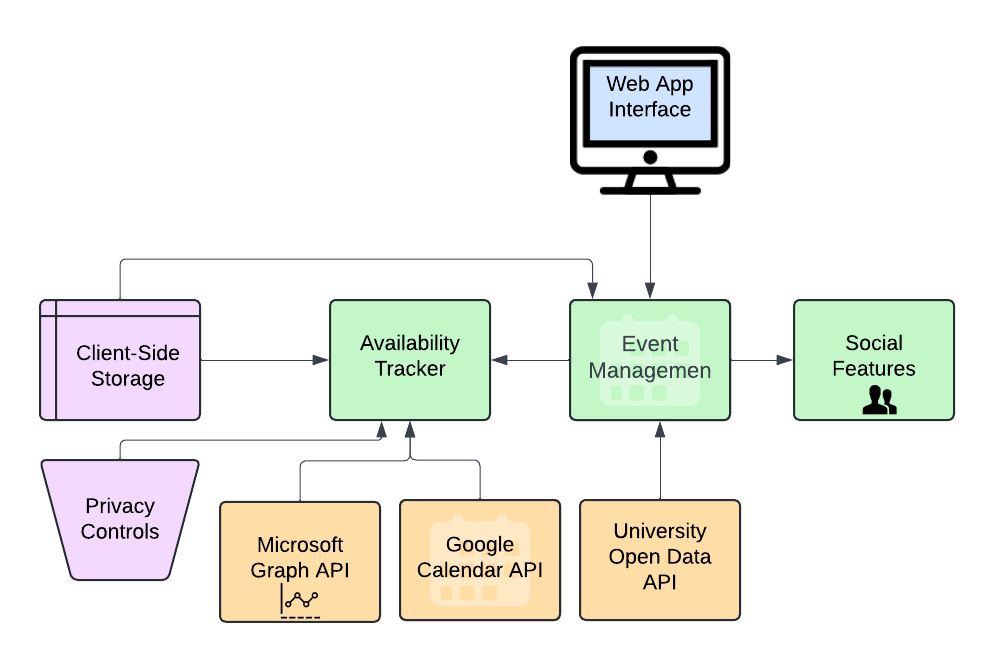 Web App
Interface
Client-Side
Storage
Availability
Tracker
Event
Managemen
Social
Features
Privacy
Controls
Microsoft
Graph API
Google
Calendar API
University
Open Data
API